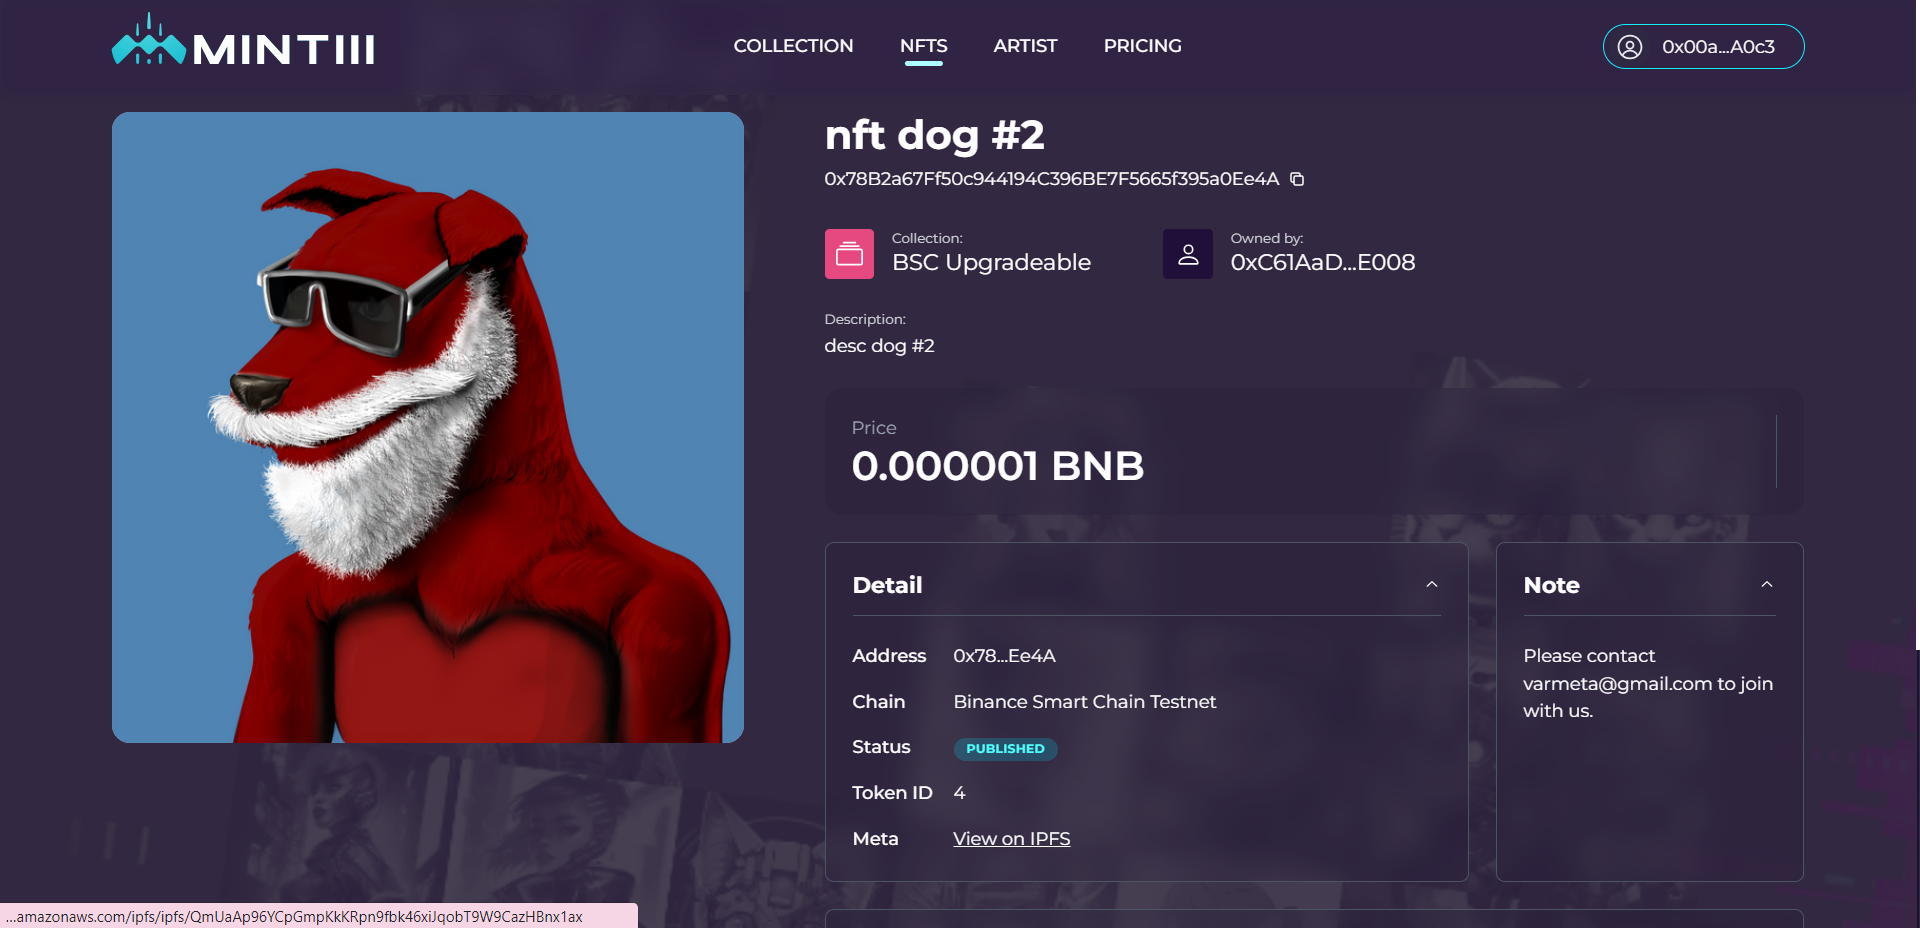 MINTIII
COLLECTION
NFTS
ARTIST
PRICING
0x00a...A0c3
nft dog #2
0x78B2a67Ff50c944194C396BE7F5665f395a0Ee4A
Collection:
BSC Upgradeable
Owned by:
0xC61AaD...E008
Description:
desc dog #2
Price
0.000001 BNB
Detail
Address 0x78...Ee4A
Chain Binance Smart Chain Testnet
Status PUBLISHED
Token ID 4
Meta View on IPFS
Note
Please contact
varmeta@gmail.com to join
with us.
...amazonaws.com/ipfs/ipfs/QmUaAp96YCpGmpKkKRpn9fbk46xiJqobT9W9CazHBnx1ax